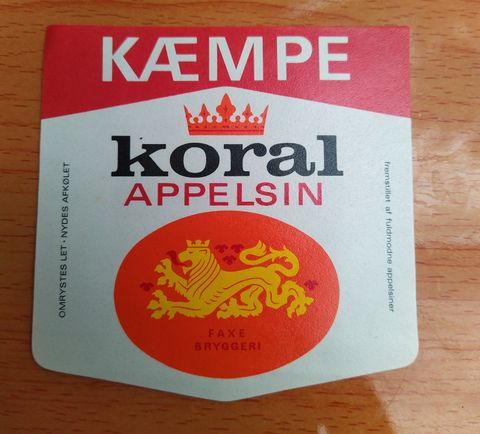 KÆMPE
koral
APPELSIN
OMRYSTES LET · NYDES AFKØLET
fremstillet af fuldmodne appelsiner
FAXE
BRYGGERI